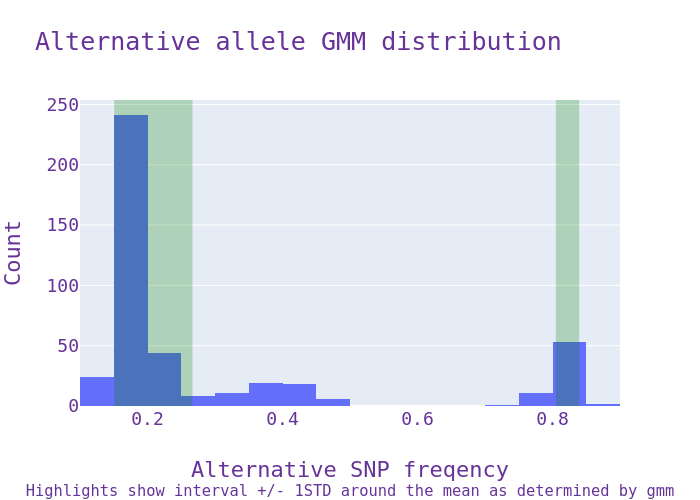 Alternative allele GMM distribution
250
200
150
100
50
0
Count
0.2 0.4 0.6 0.8
Alternative SNP freqency
Highlights show interval +/- 1STD around the mean as determined by gmm